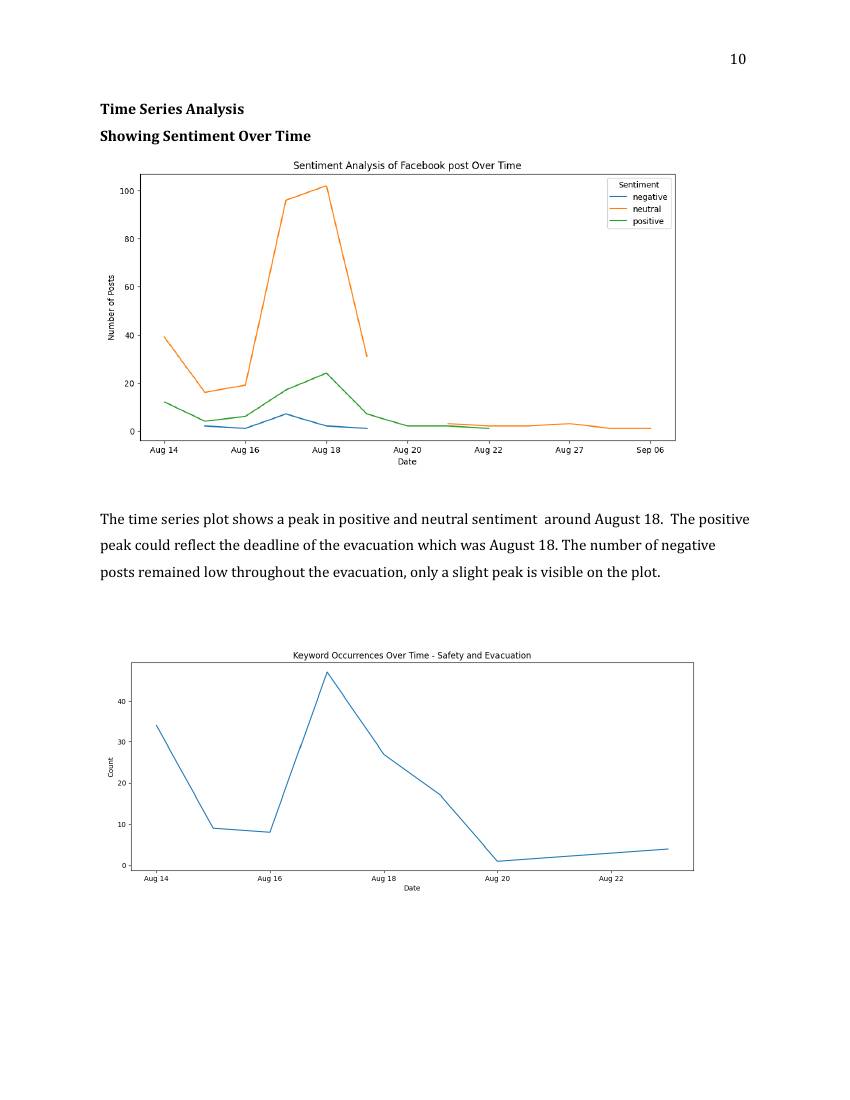 10
Time Series Analysis
Showing Sentiment Over Time
Sentiment Analysis of Facebook post Over Time
Sentiment
negative
neutral
positive
100
80
60
40
20
0
Number of Posts
Aug 14 Aug 16 Aug 18 Aug 20 Aug 22 Aug 27 Sep 06
Date
The time series plot shows a peak in positive and neutral sentiment  around August 18.  The positive
peak could reflect the deadline of the evacuation which was August 18. The number of negative
posts remained low throughout the evacuation, only a slight peak is visible on the plot.
Keyword Occurrences Over Time - Safety and Evacuation
40
30
20
10
0
Count
Aug 14 Aug 16 Aug 18 Aug 20 Aug 22
Date